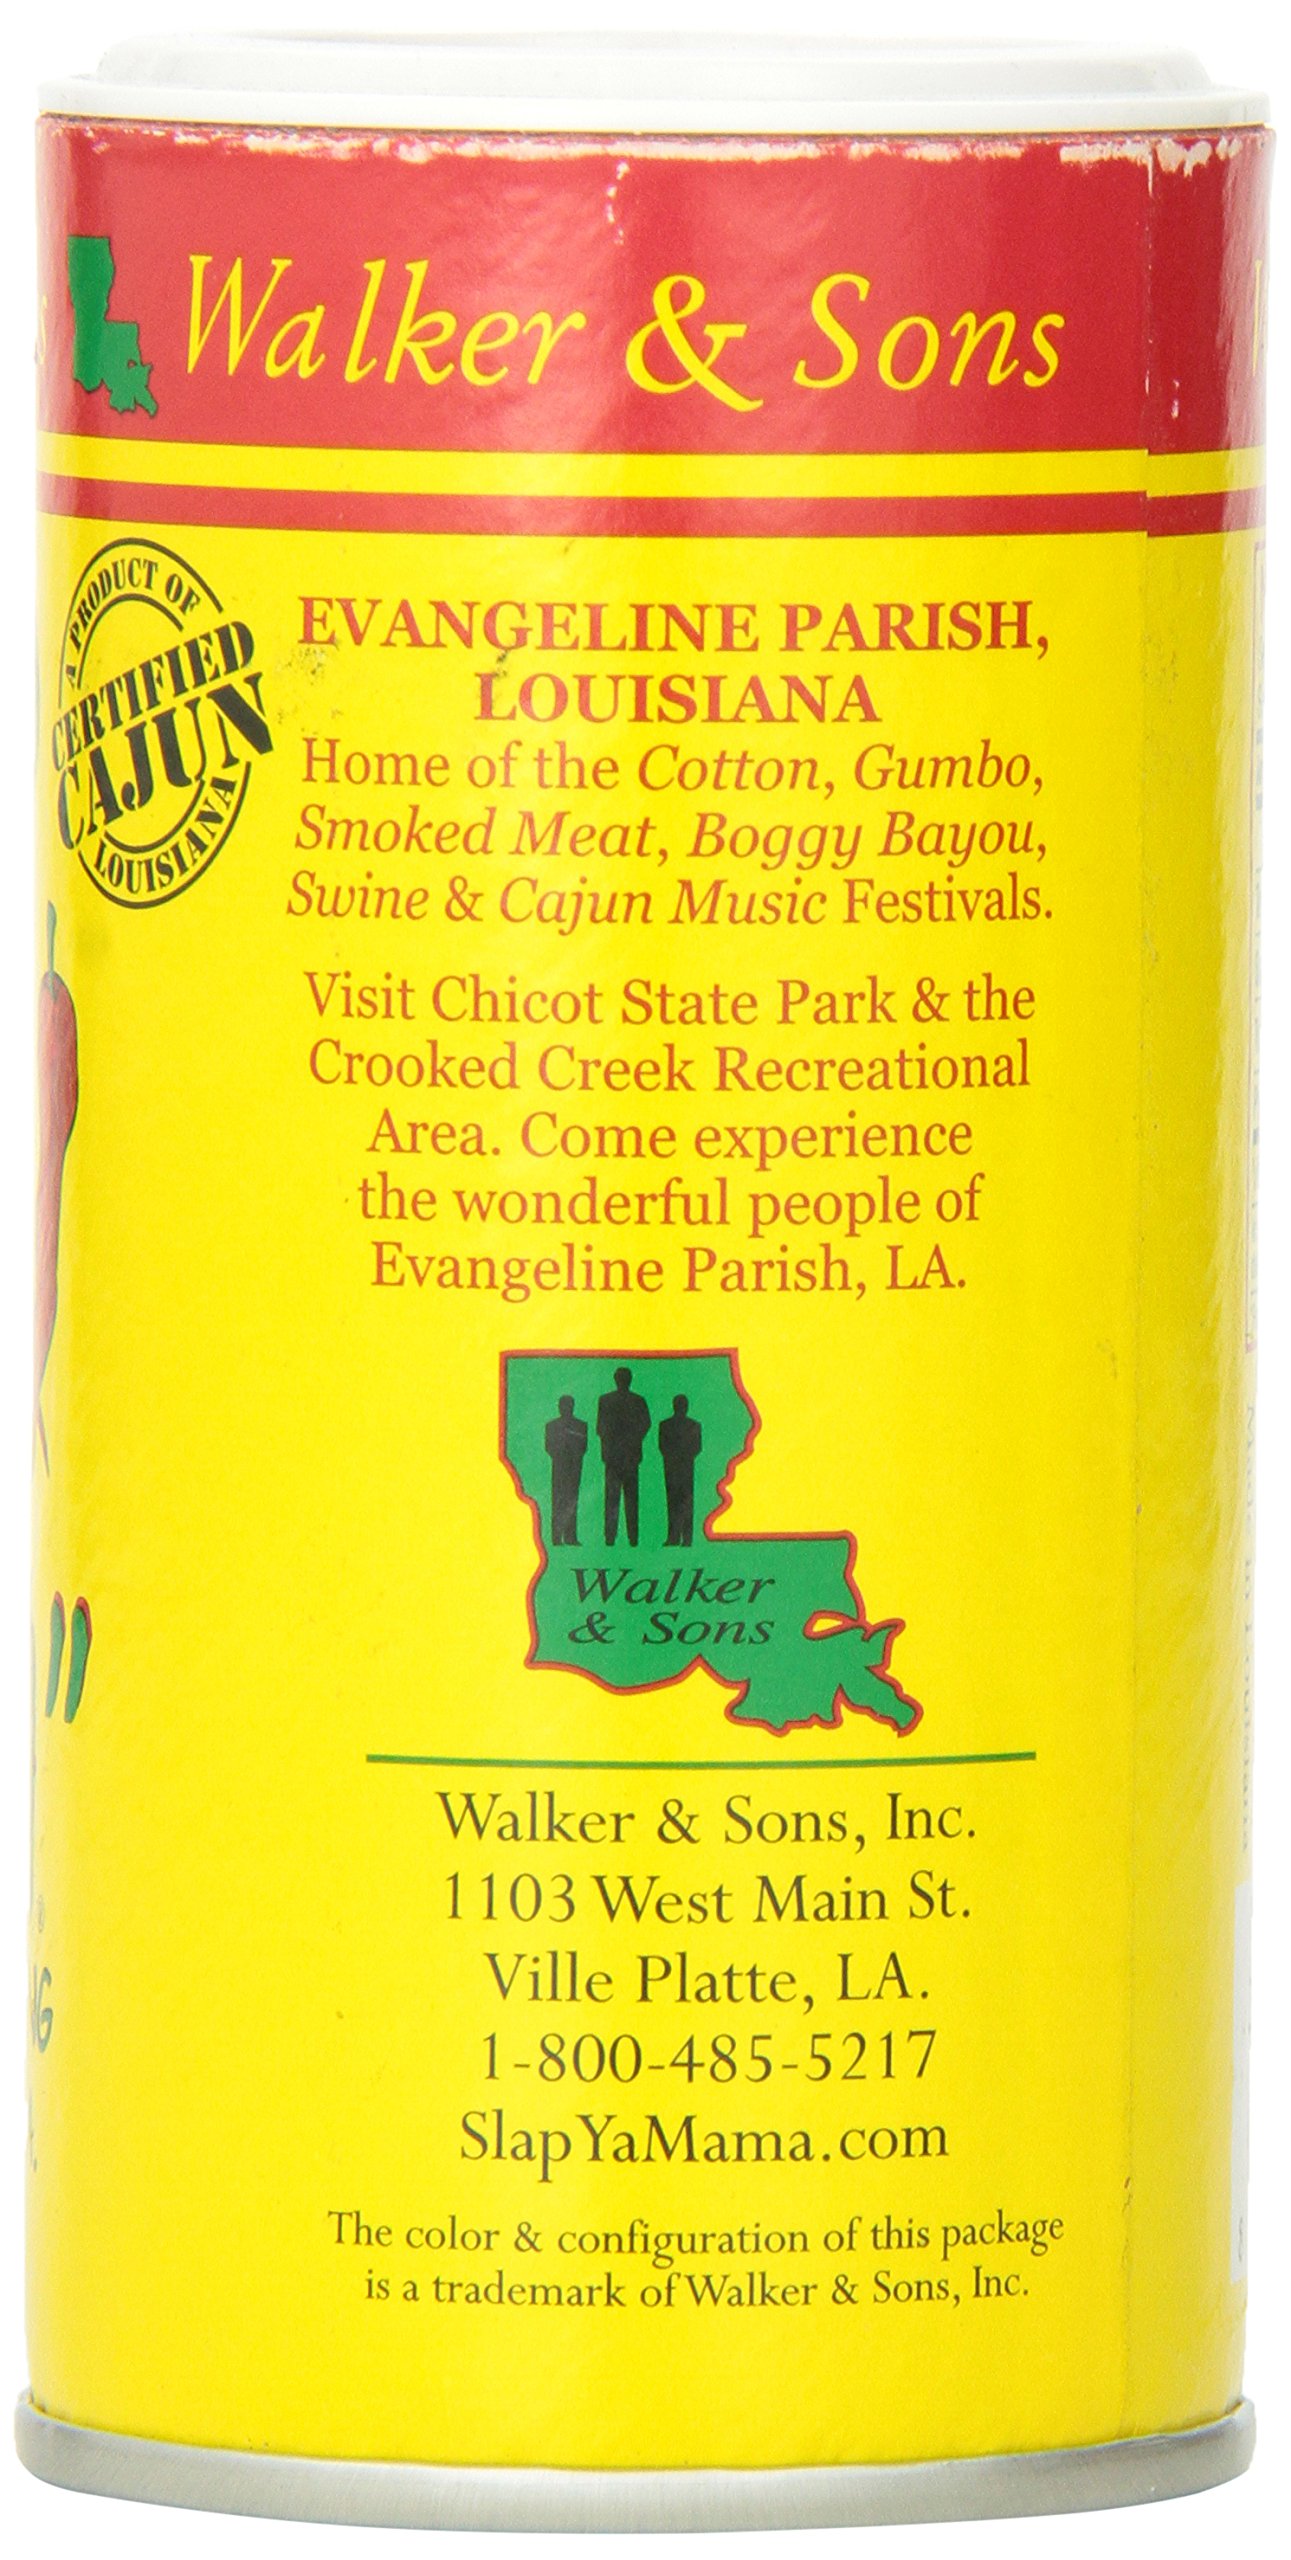 Walker & Sons
A PRODUCT OF
CERTIFIED
CAJUN
LOUISIANA
EVANGELINE PARISH,
LOUISIANA
Home of the Cotton, Gumbo,
Smoked Meat, Boggy Bayou,
Swine & Cajun Music Festivals.
Visit Chicot State Park & the
Crooked Creek Recreational
Area. Come experience
the wonderful people of
Evangeline Parish, LA.
Walker
& Sons
Walker & Sons, Inc.
1103 West Main St.
Ville Platte, LA.
1-800-485-5217
SlapYaMama.com
The color & configuration of this package
is a trademark of Walker & Sons, Inc.